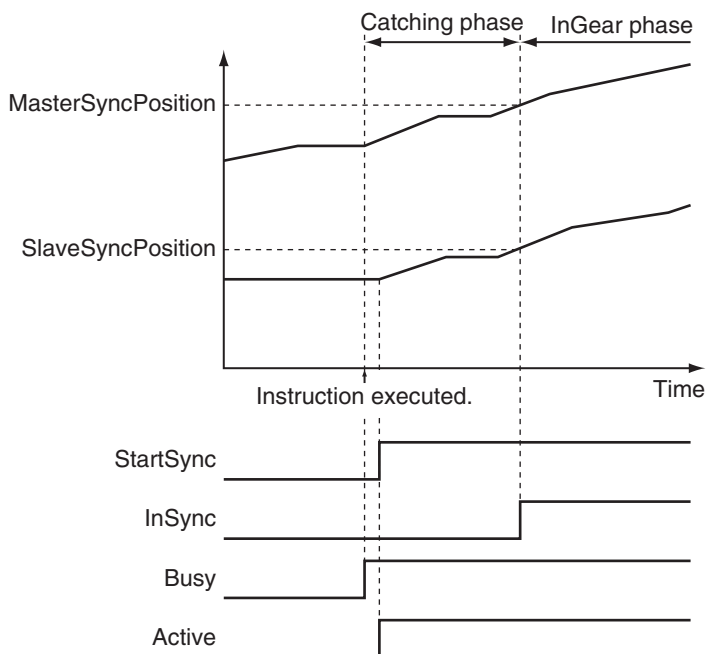 Catching phase
InGear phase
MasterSyncPosition
SlaveSyncPosition
Time
Instruction executed.
StartSync
InSync
Busy
Active